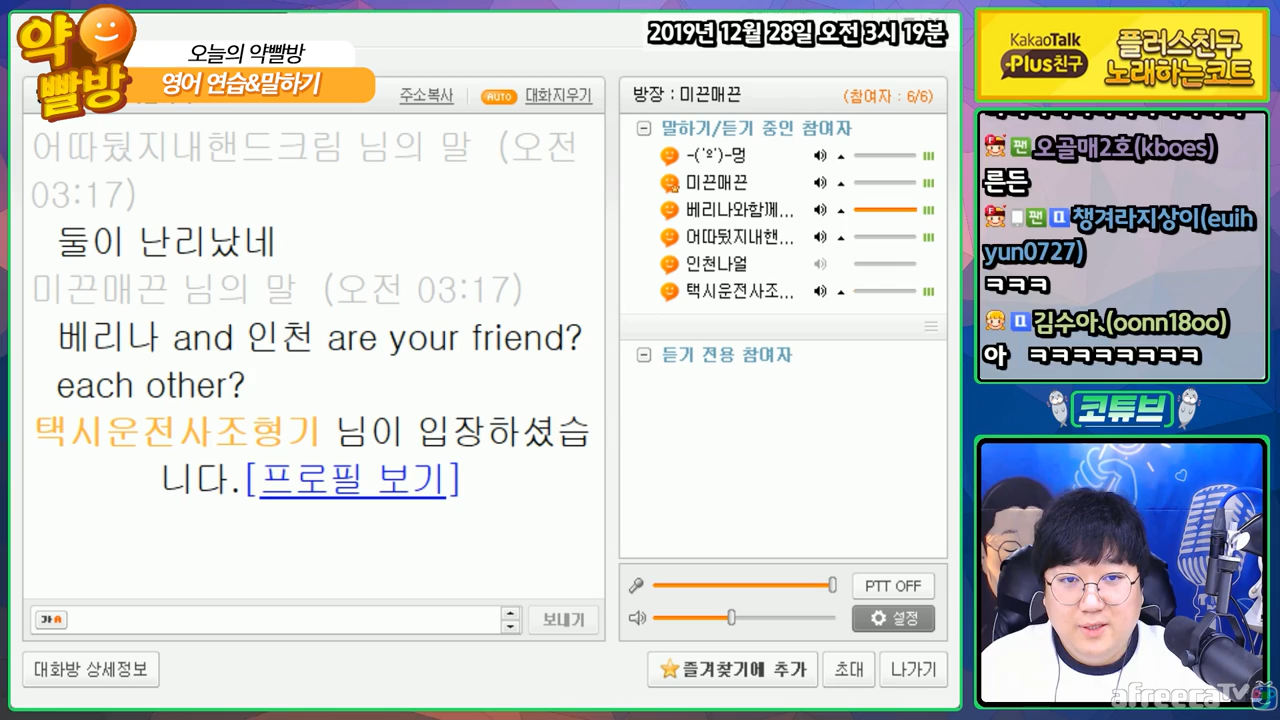 약빨방
오늘의 약빨방
영어 연습&말하기
2019년 12월 28일 오전 3시 19분
주소복사
AUTO 대화지우기
어따뒀지내핸드크림 님의 말 (오전
03:17)
둘이 난리났네
미끈매끈 님의 말 (오전 03:17)
베리나 and 인천 are your friend?
each other?
택시운전사조형기 님이 입장하셨습
니다.[프로필 보기]
가A
보내기
대화방 상세정보
방장 : 미끈매끈 (참여자 : 6/6)
말하기/듣기 중인 참여자
-('º')-멍
미끈매끈
베리나와함께...
어따뒀지내핸...
인천나얼
택시운전사조...
듣기 전용 참여자
PTT OFF
설정
즐겨찾기에 추가
초대
나가기
KakaoTalk
Plus친구
플러스친구
노래하는코트
팬 오골매2호(kboes)
른든
팬 챙겨라지상이(euih
yun0727)
ㅋㅋㅋ
김수아、(oonn18oo)
아 ㅋㅋㅋㅋㅋㅋㅋㅋ
코튜브
afreecaTV